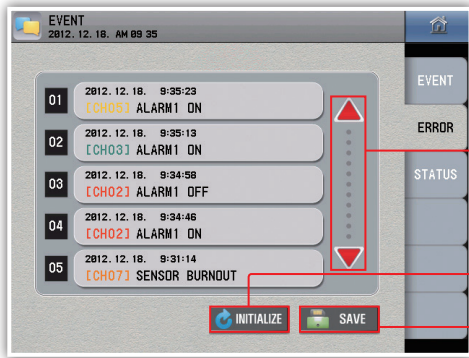 EVENT
2012. 12. 18. AM 09 35
EVENT
ERROR
STATUS
01
2012. 12. 18. 9:35:23
[CH05] ALARM1 ON
02
2012. 12. 18. 9:35:13
[CH03] ALARM1 ON
03
2012. 12. 18. 9:34:58
[CH02] ALARM1 OFF
04
2012. 12. 18. 9:34:46
[CH02] ALARM1 ON
05
2012. 12. 18. 9:31:14
[CH07] SENSOR BURNOUT
INITIALIZE
SAVE